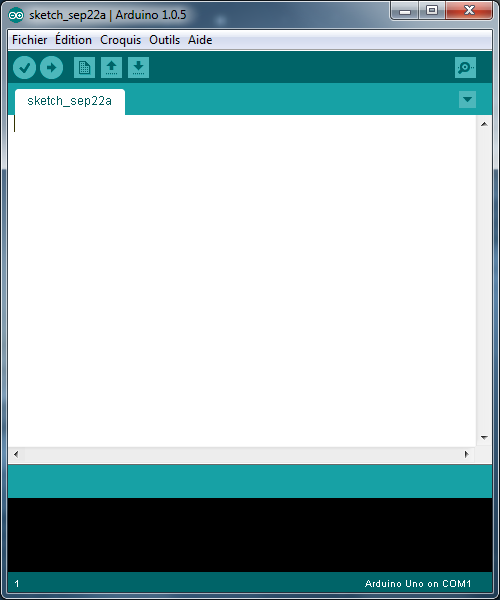 sketch_sep22a | Arduino 1.0.5
Fichier Édition Croquis Outils Aide
sketch_sep22a
1 Arduino Uno on COM1